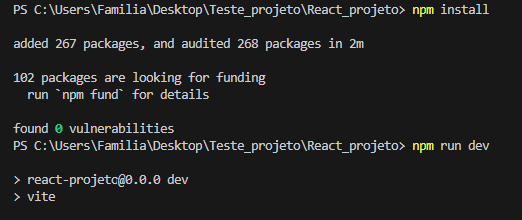 PS C:\Users\Familia\Desktop\Teste_projeto\React_projeto> npm install
added 267 packages, and audited 268 packages in 2m
102 packages are looking for funding
run `npm fund` for details
found 0 vulnerabilities
PS C:\Users\Familia\Desktop\Teste_projeto\React_projeto> npm run dev
> react-projeto@0.0.0 dev
> vite